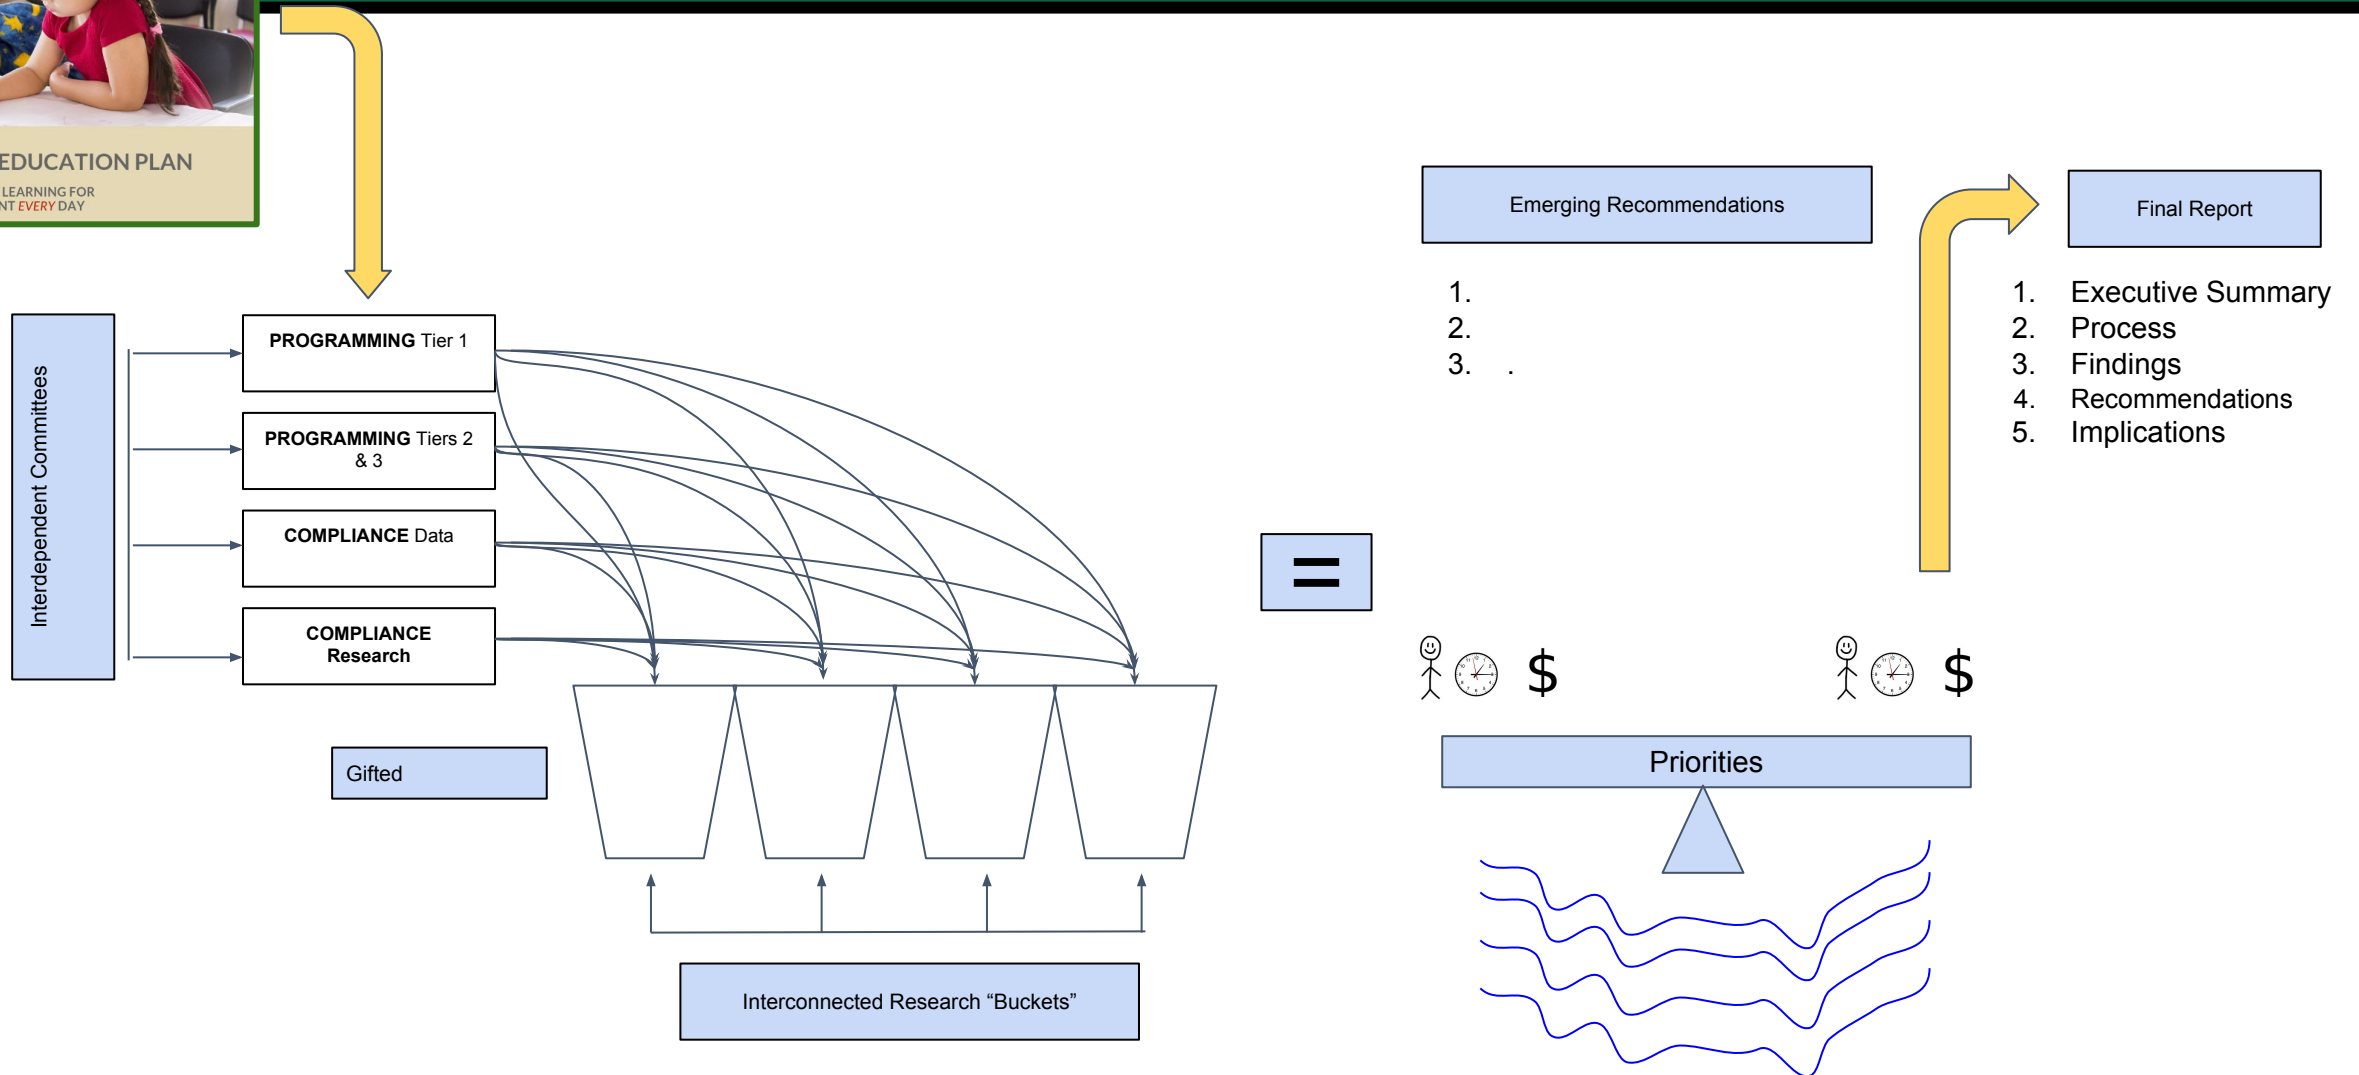 EDUCATION PLAN
LEARNING FOR
NT EVERY DAY
Interdependent Committees
PROGRAMMING Tier 1
PROGRAMMING Tiers 2
& 3
COMPLIANCE Data
COMPLIANCE
Research
Gifted
Interconnected Research “Buckets”
=
Emerging Recommendations
1.
2.
3. .
$
$
Priorities
Final Report
1. Executive Summary
2. Process
3. Findings
4. Recommendations
5. Implications